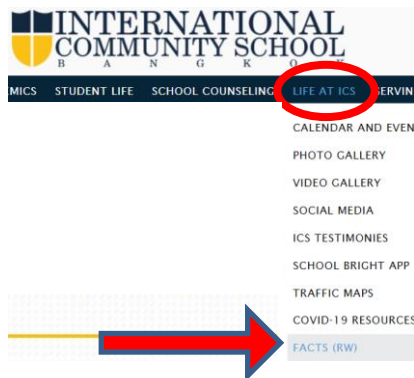 INTERNATIONAL
COMMUNITY SCHOOL
B A N G K O K
MICS STUDENT LIFE SCHOOL COUNSELING LIFE AT ICS SERVIN
CALENDAR AND EVEN
PHOTO GALLERY
VIDEO GALLERY
SOCIAL MEDIA
ICS TESTIMONIES
SCHOOL BRIGHT APP
TRAFFIC MAPS
COVID-19 RESOURCES
FACTS (RW)